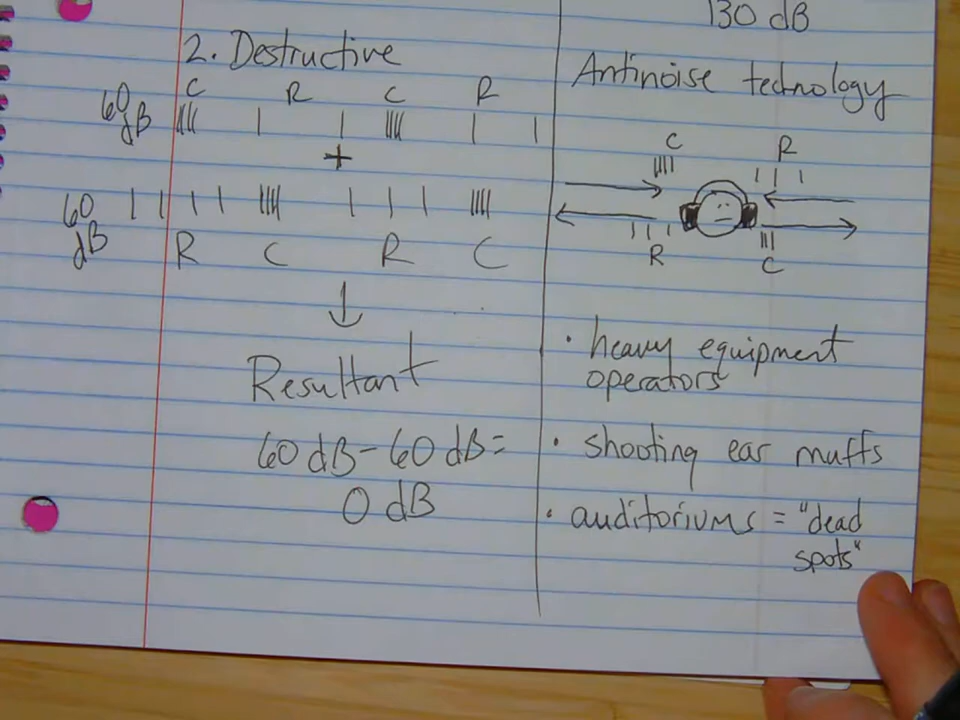 130 dB
2. Destructive
C R C R
60 dB
+
60 dB
R C R C
↓
Resultant
60 dB - 60 dB =
0 dB
Antinoise technology
C R
R C
· heavy equipment
operators
· shooting ear muffs
· auditoriums = "dead
spots"